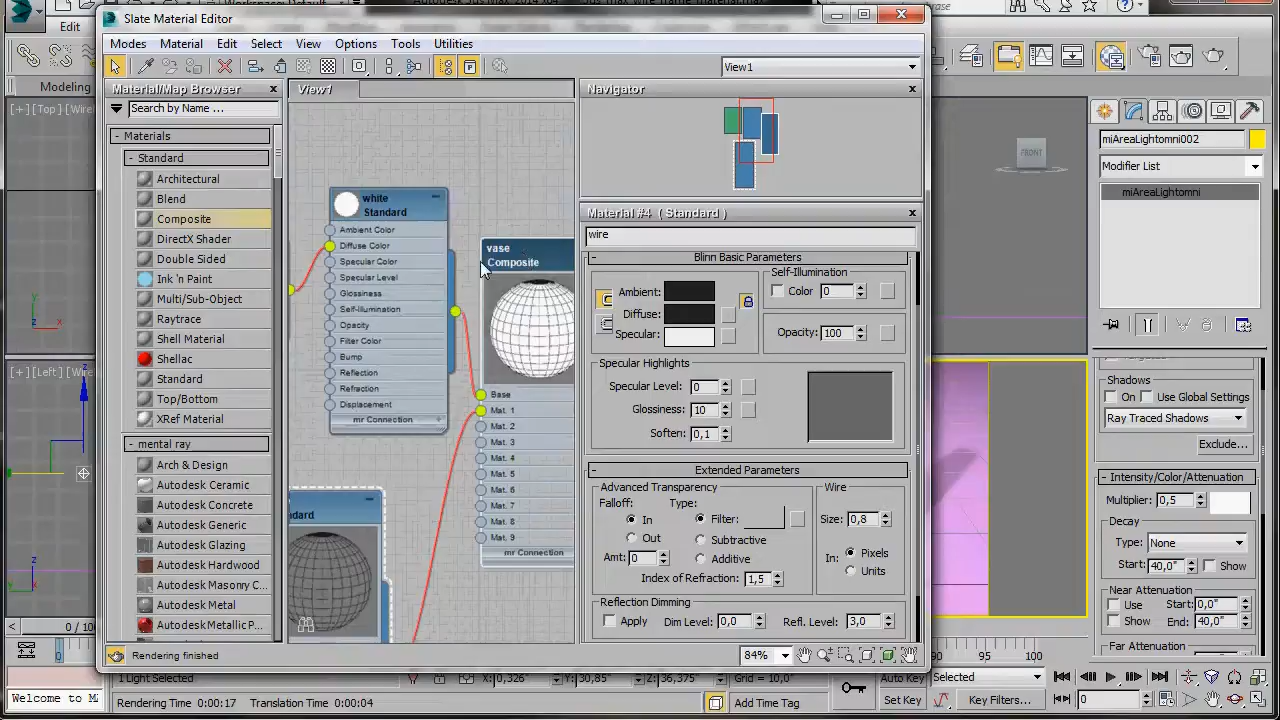 Slate Material Editor
Edit
Modes Material Edit Select Options View Tools Utilities
View1
Material/Map Browser
Search by Name ...
View1
Navigator
Modeling
[+][Top][Wire
- Materials
- Standard
Architectural
Blend
Composite
DirectX Shader
Double Sided
Ink 'n Paint
Multi/Sub-Object
Raytrace
Shell Material
Shellac
Standard
Top/Bottom
XRef Material
- mental ray
Arch & Design
Autodesk Ceramic
Autodesk Concrete
Autodesk Generic
Autodesk Glazing
Autodesk Hardwood
Autodesk Masonry C...
Autodesk Metal
Autodesk Metallic P...
white
Standard
Ambient Color
Diffuse Color
Specular Color
Specular Level
Glossiness
Self-Illumination
Opacity
Filter Color
Bump
Reflection
Refraction
Displacement
mr Connection
vase
Composite
Base
Mat. 1
Mat. 2
Mat. 3
Mat. 4
Mat. 5
Mat. 6
Mat. 7
Mat. 8
Mat. 9
mr Connection
dard
Material #4 ( Standard )
wire
Blinn Basic Parameters
Self-Illumination
Ambient:
Color 0
Diffuse:
Specular:
Opacity: 100
Specular Highlights
Specular Level: 0
Glossiness: 10
Soften: 0,1
Extended Parameters
Advanced Transparency
Falloff: Type:
In Filter:
Out Subtractive
Amt: 0 Additive
Index of Refraction: 1,5
Wire
Size: 0,8
In: Pixels
Units
Reflection Dimming
Apply Dim Level: 0,0 Refl. Level: 3,0
Rendering finished
84%
FRONT
miAreaLightomni002
Modifier List
miAreaLightomni
Shadows
On Use Global Settings
Ray Traced Shadows
Exclude...
- Intensity/Color/Attenuation
Multiplier: 0,5
Decay
Type: None
Start: 40,0" Show
Near Attenuation
Use Start: 0,0"
Show End: 40,0"
Far Attenuation
[+][Left][Wire
0 / 100
0
90 95 100
1 Light Selected
X: 0,326" Y: 30,85" Z: 36,375" Grid = 10,0"
Auto Key Selected
Welcome to M
Rendering Time 0:00:17 Translation Time 0:00:04
Add Time Tag
Set Key Key Filters... 0